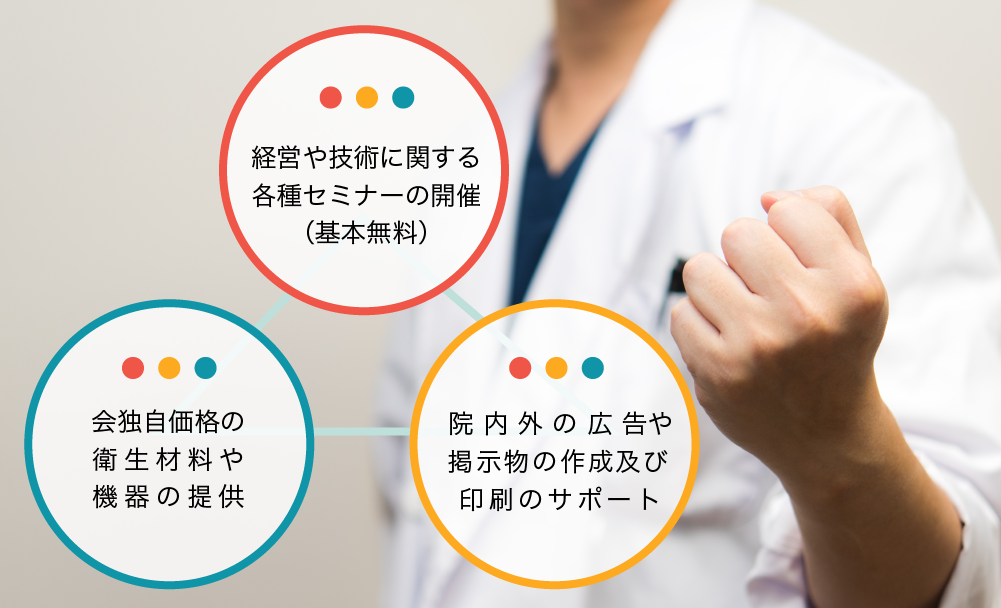 経営や技術に関する
各種セミナーの開催
（基本無料）
会独自価格の
衛生材料や
機器の提供
院内外の広告や
掲示物の作成及び
印刷のサポート